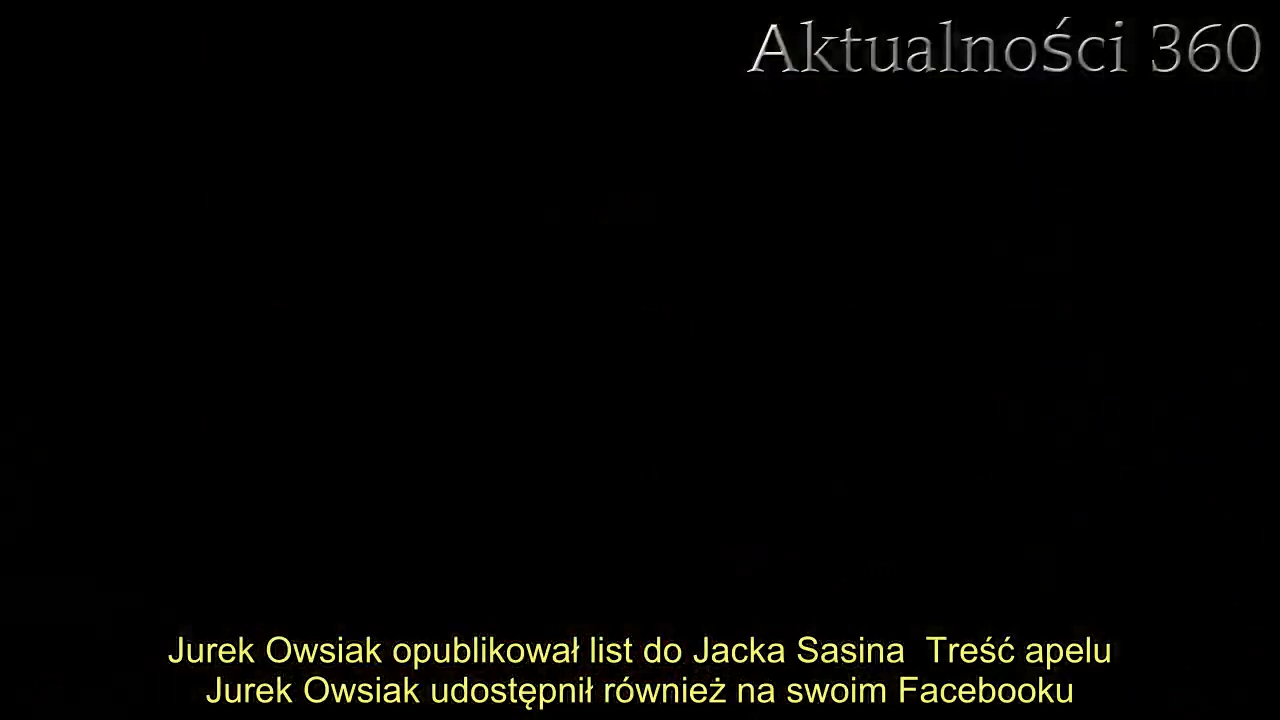 Aktualności 360
Jurek Owsiak opublikował list do Jacka Sasina  Treść apelu
Jurek Owsiak udostępnił również na swoim Facebooku